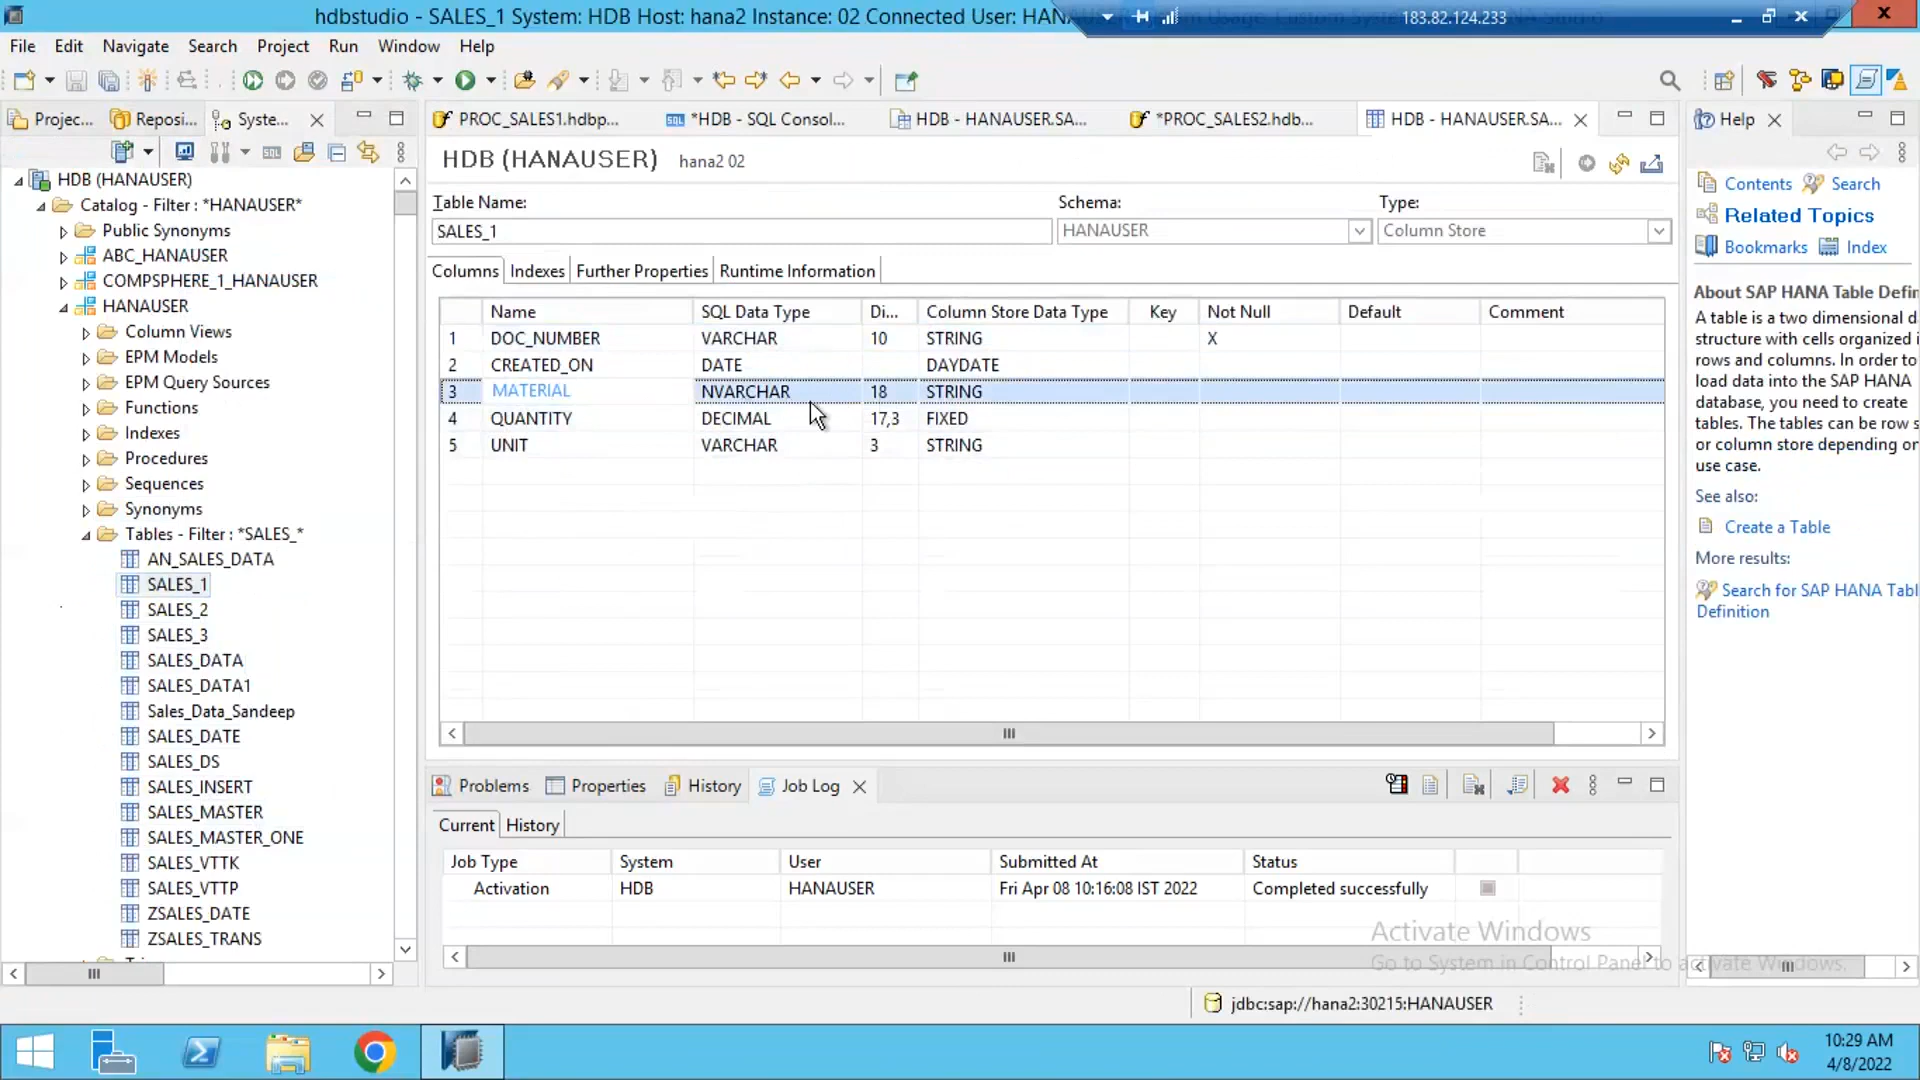 hdbstudio - SALES_1 System: HDB Host: hana2 Instance: 02 Connected User: HANA
183.82.124.233
File Edit Navigate Search Project Run Window Help
Projec... Reposi... Syste...
PROC_SALES1.hdbp... *HDB - SQL Consol... HDB - HANAUSER.SA... *PROC_SALES2.hdb... HDB - HANAUSER.SA...
Help
HDB (HANAUSER)
Catalog - Filter : *HANAUSER*
Public Synonyms
ABC_HANAUSER
COMPSPHERE_1_HANAUSER
HANAUSER
Column Views
EPM Models
EPM Query Sources
Functions
Indexes
Procedures
Sequences
Synonyms
Tables - Filter : *SALES_*
AN_SALES_DATA
SALES_1
SALES_2
SALES_3
SALES_DATA
SALES_DATA1
Sales_Data_Sandeep
SALES_DATE
SALES_DS
SALES_INSERT
SALES_MASTER
SALES_MASTER_ONE
SALES_VTTK
SALES_VTTP
ZSALES_DATE
ZSALES_TRANS
HDB (HANAUSER) hana2 02
Table Name: Schema: Type:
SALES_1 HANAUSER Column Store
Columns Indexes Further Properties Runtime Information
Name SQL Data Type Di... Column Store Data Type Key Not Null Default Comment
1 DOC_NUMBER VARCHAR 10 STRING X
2 CREATED_ON DATE DAYDATE
3 MATERIAL NVARCHAR 18 STRING
4 QUANTITY DECIMAL 17,3 FIXED
5 UNIT VARCHAR 3 STRING
Problems Properties History Job Log
Current History
Job Type System User Submitted At Status
Activation HDB HANAUSER Fri Apr 08 10:16:08 IST 2022 Completed successfully
Contents Search
Related Topics
Bookmarks Index
About SAP HANA Table Defin
A table is a two dimensional d
structure with cells organized i
rows and columns. In order to
load data into the SAP HANA
database, you need to create
tables. The tables can be row s
or column store depending on
use case.
See also:
Create a Table
More results:
Search for SAP HANA Tabl
Definition
Activate Windows
Go to System in Control Panel to activate Windows.
jdbc:sap://hana2:30215:HANAUSER
10:29 AM
4/8/2022